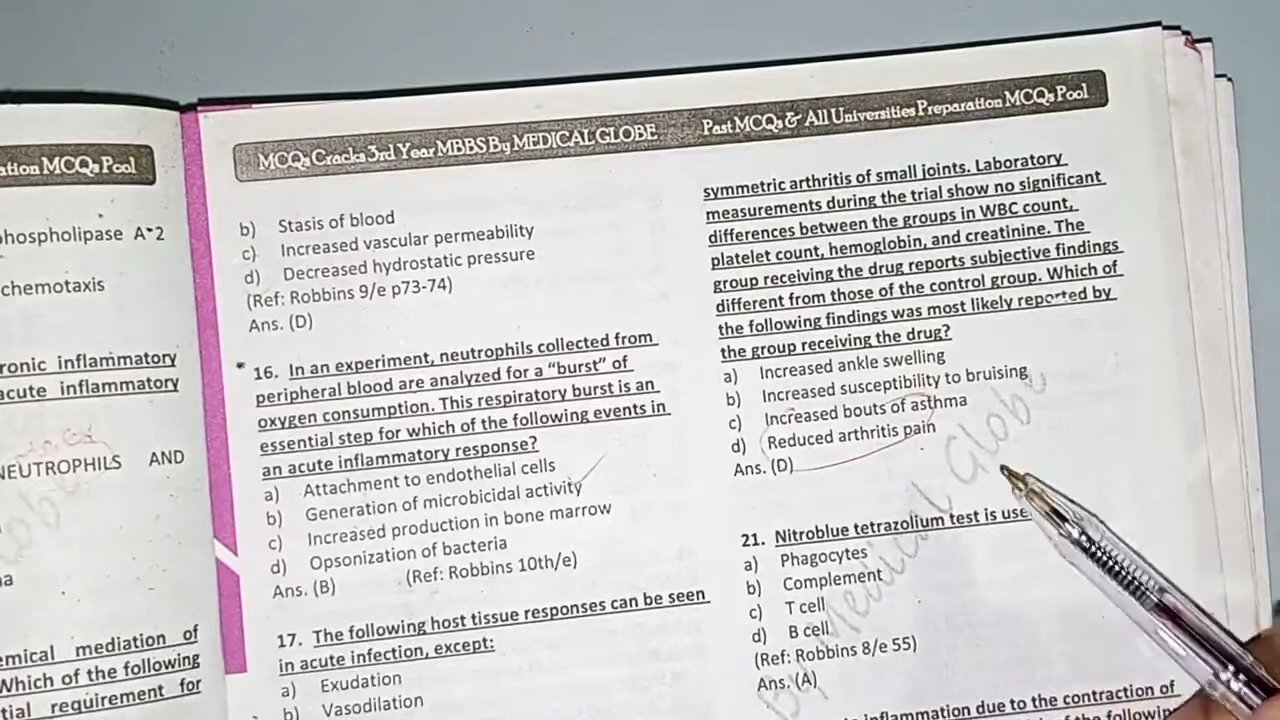 ation MCQs Pool
phospholipase A˜2
chemotaxis
ronic inflammatory
acute inflammatory
NEUTROPHILS AND
emical mediation of
Which of the following
tial requirement for
MCQs Cracks 3rd Year MBBS By MEDICAL GLOBE Past MCQs & All Universities Preparation MCQs Pool
b) Stasis of blood
c) Increased vascular permeability
d) Decreased hydrostatic pressure
(Ref: Robbins 9/e p73-74)
Ans. (D)
* 16. In an experiment, neutrophils collected from
peripheral blood are analyzed for a “burst” of
oxygen consumption. This respiratory burst is an
essential step for which of the following events in
an acute inflammatory response?
a) Attachment to endothelial cells
b) Generation of microbicidal activity
c) Increased production in bone marrow
d) Opsonization of bacteria
Ans. (B) (Ref: Robbins 10th/e)
17. The following host tissue responses can be seen
in acute infection, except:
a) Exudation
b) Vasodilation
symmetric arthritis of small joints. Laboratory
measurements during the trial show no significant
differences between the groups in WBC count,
platelet count, hemoglobin, and creatinine. The
group receiving the drug reports subjective findings
different from those of the control group. Which of
the following findings was most likely reported by
the group receiving the drug?
a) Increased ankle swelling
b) Increased susceptibility to bruising
c) Increased bouts of asthma
d) Reduced arthritis pain
Ans. (D)
21. Nitroblue tetrazolium test is use
a) Phagocytes
b) Complement
c) T cell
d) B cell
(Ref: Robbins 8/e 55)
Ans. (A)
inflammation due to the contraction of
By Medical Globe